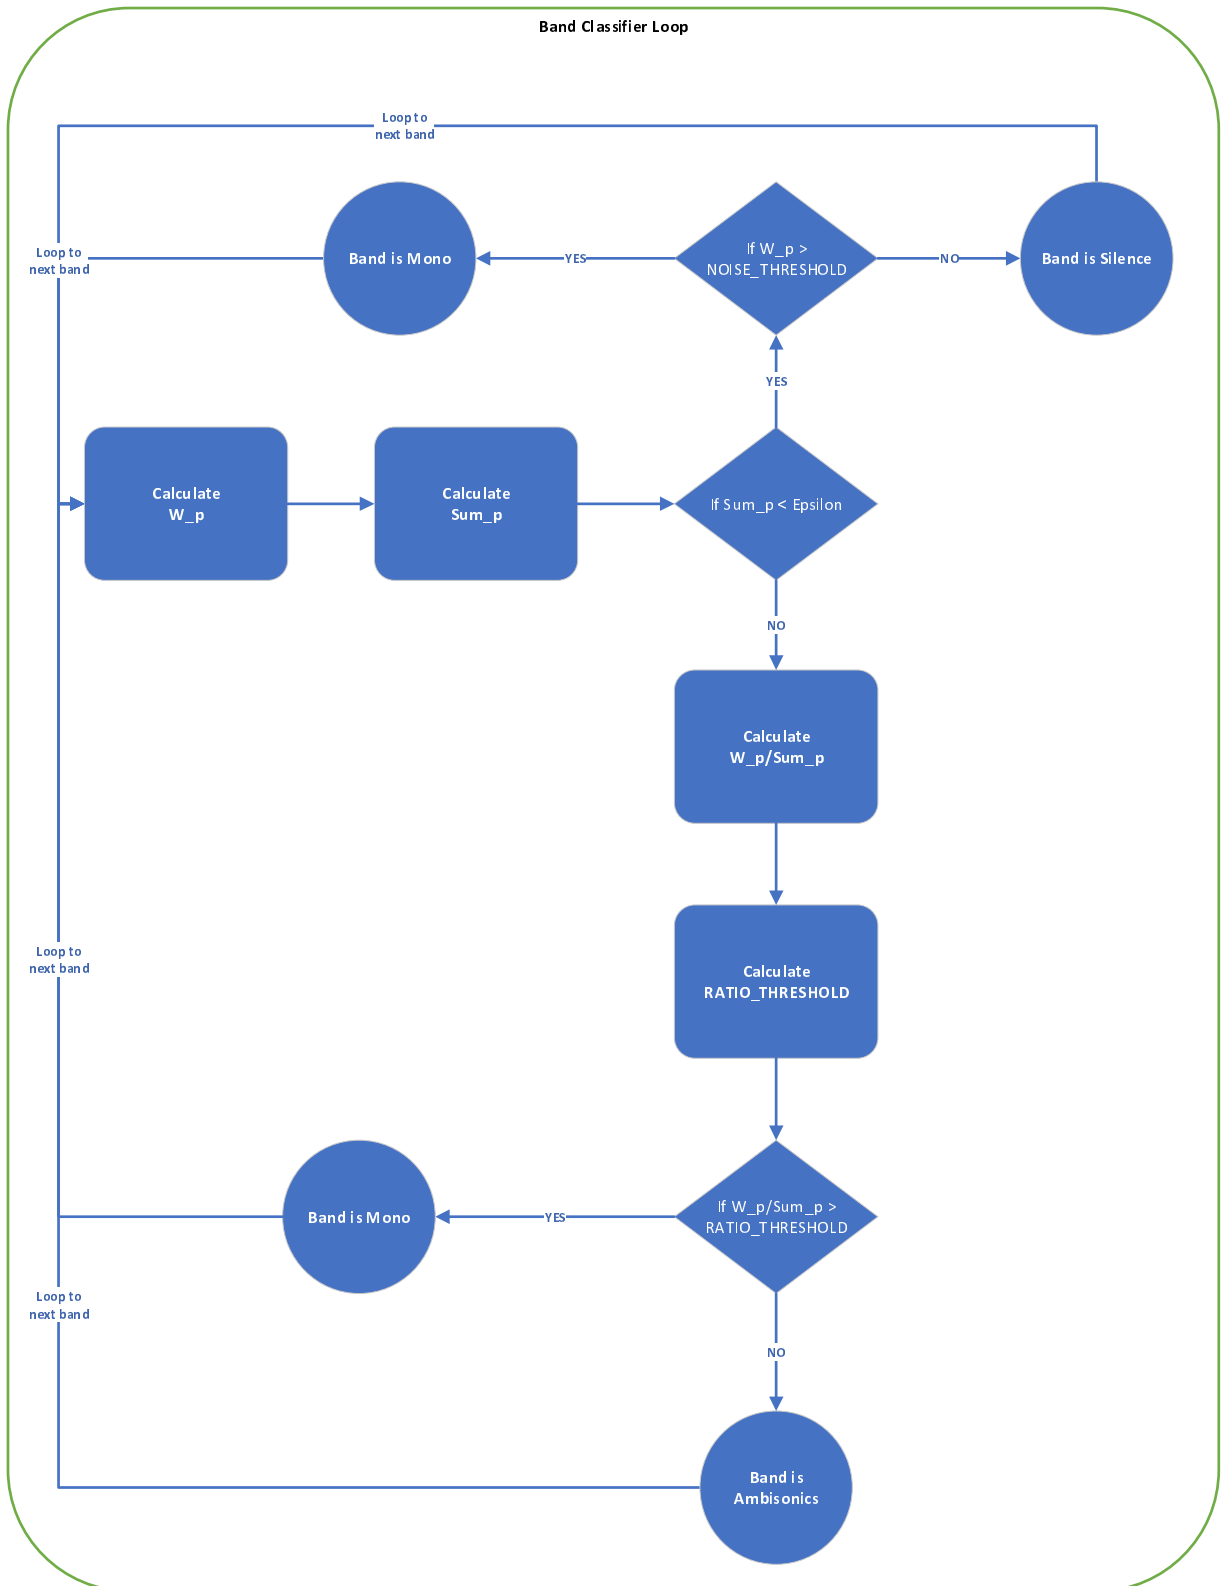 Band Classifier Loop
Loop to
next band
Loop to
next band
Band is Mono
YES
If W_p >
NOISE_THRESHOLD
NO
Band is Silence
YES
Calculate
W_p
Calculate
Sum_p
If Sum_p < Epsilon
NO
Calculate
W_p/Sum_p
Loop to
next band
Calculate
RATIO_THRESHOLD
Band is Mono
YES
If W_p/Sum_p >
RATIO_THRESHOLD
Loop to
next band
NO
Band is
Ambisonics